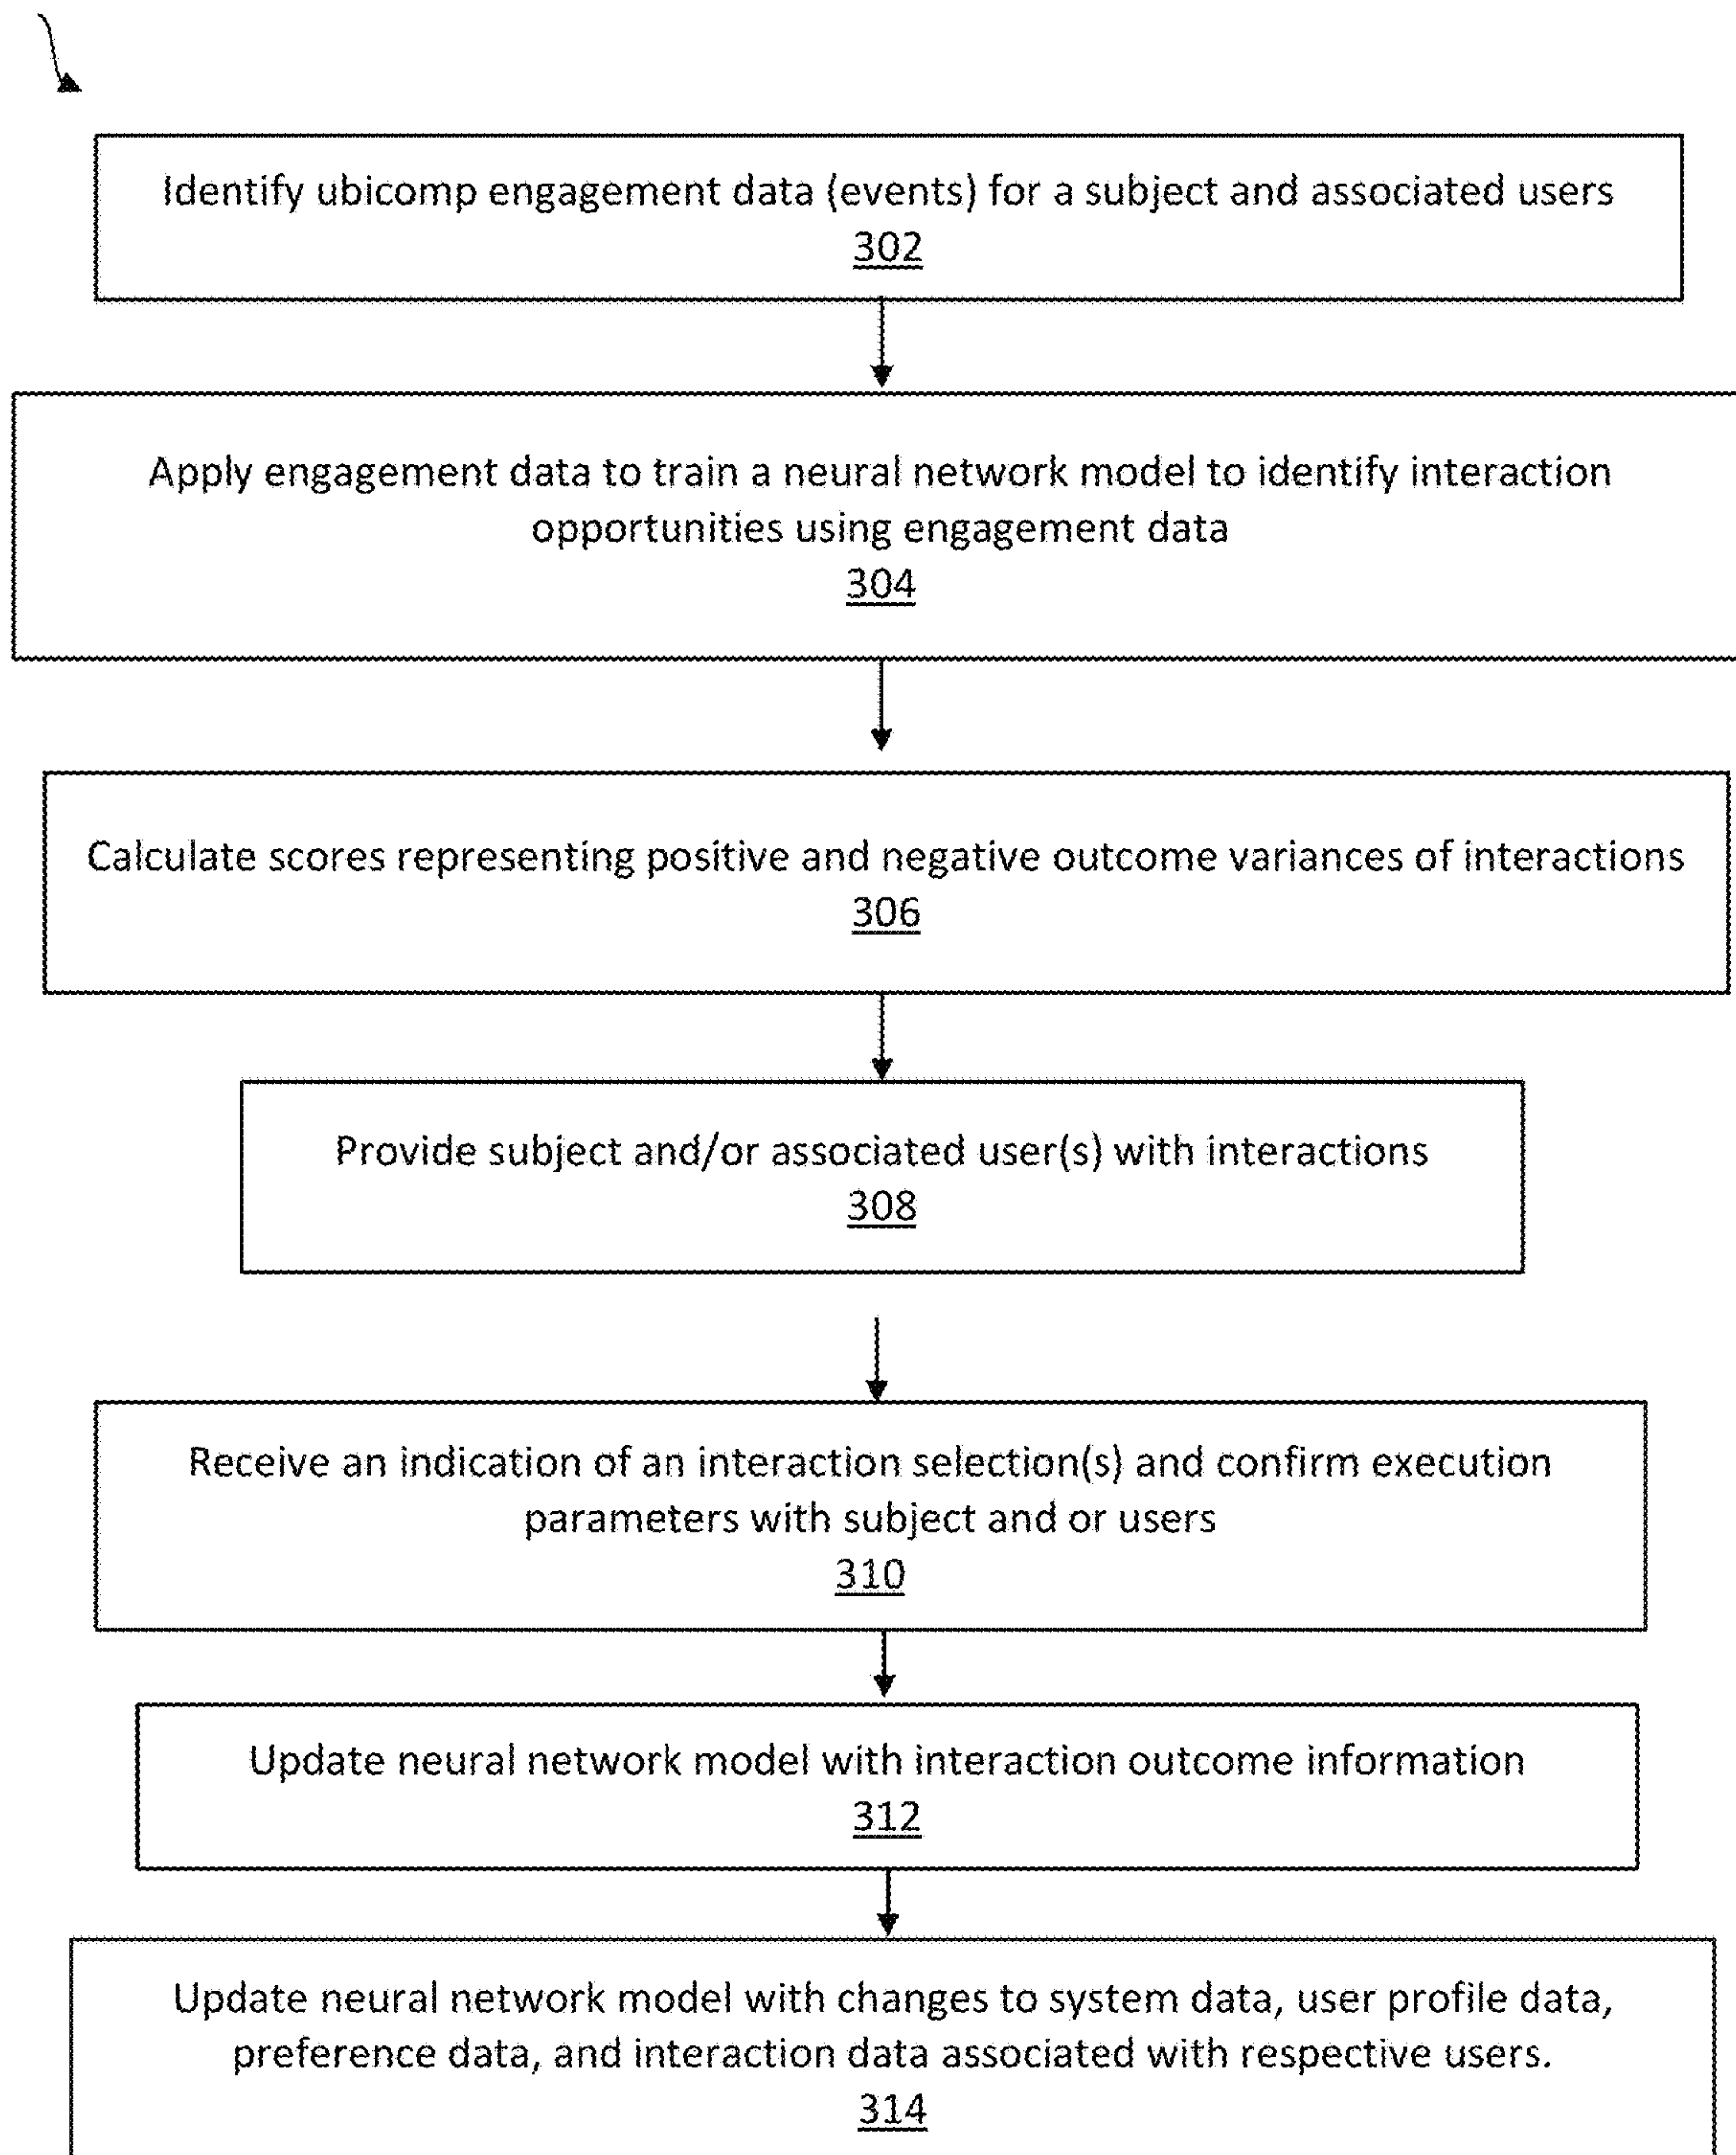 Identify ubicomp engagement data (events) for a subject and associated users
302
Apply engagement data to train a neural network model to identify interaction
opportunities using engagement data
304
Calculate scores representing positive and negative outcome variances of interactions
306
Provide subject and/or associated user(s) with interactions
308
Receive an indication of an interaction selection(s) and confirm execution
parameters with subject and or users
310
Update neural network model with interaction outcome information
312
Update neural network model with changes to system data, user profile data,
preference data, and interaction data associated with respective users.
314